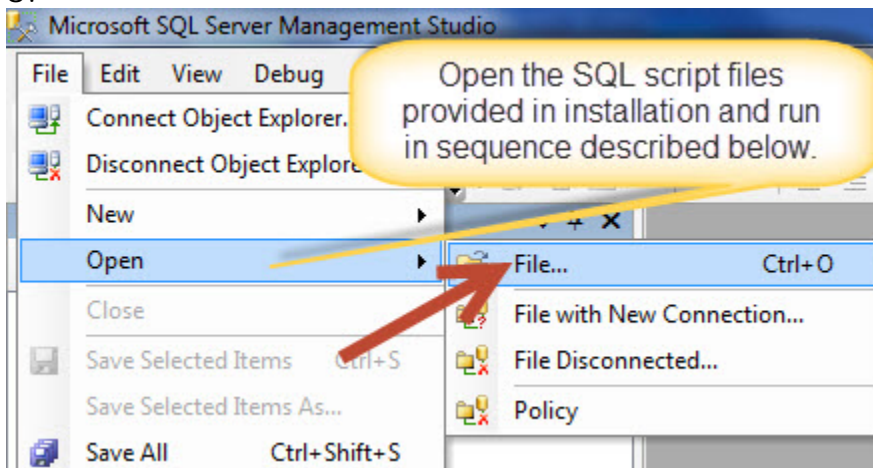 Microsoft SQL Server Management Studio
File Edit View Debug
Open the SQL script files
provided in installation and run
in sequence described below.
Connect Object Explorer.
Disconnect Object Explore
New
Open
File... Ctrl+O
Close
File with New Connection...
Save Selected Items Ctrl+S
File Disconnected...
Save Selected Items As...
Policy
Save All Ctrl+Shift+S